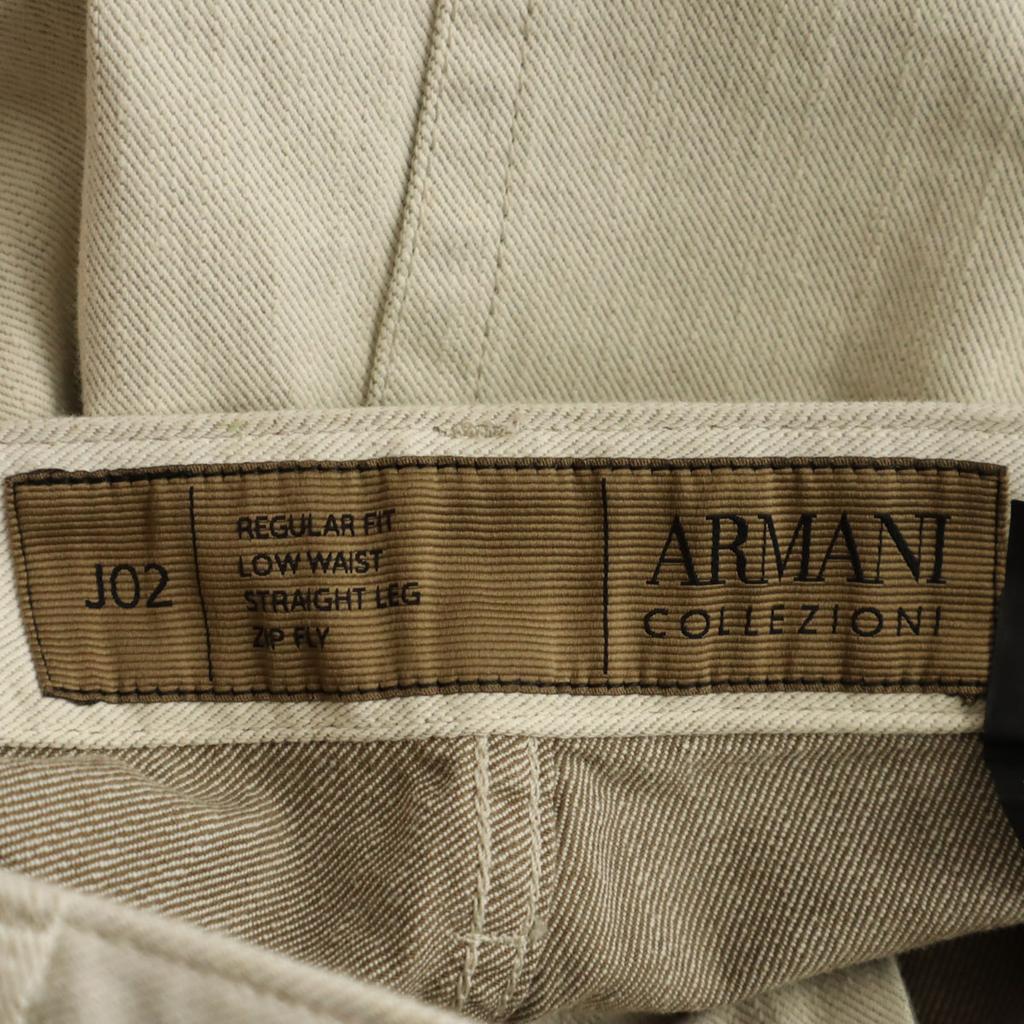 J02
REGULAR FIT
LOW WAIST
STRAIGHT LEG
ZIP FLY
ARMANI
COLLEZIONI